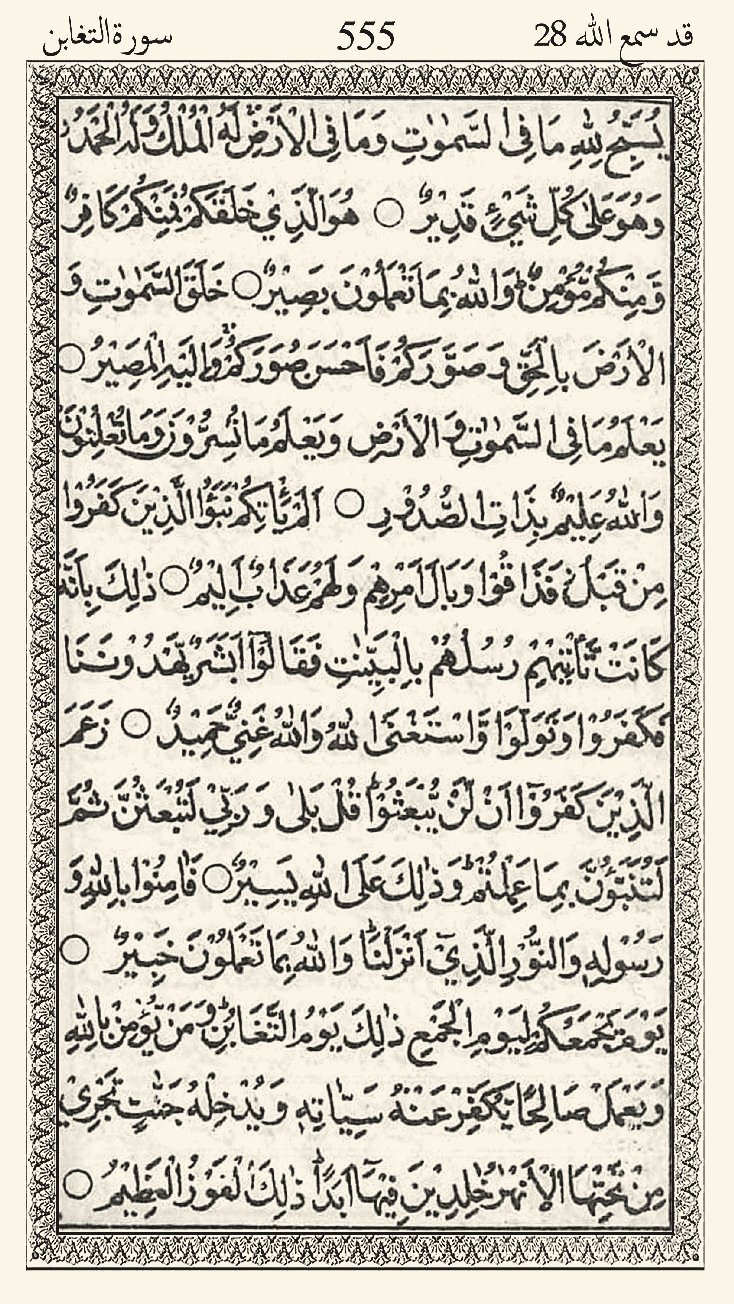 قد سمع الله 28
555
سورة التغابن
يُسَبِّحُ لِلّٰهِ مَا فِى السَّمٰوٰتِ وَمَا فِى الْاَرْضِ لَهُ الْمُلْكُ وَلَهُ الْحَمْدُ
وَهُوَ عَلٰى كُلِّ شَيْءٍ قَدِيْرٌ ○ هُوَ الَّذِيْ خَلَقَكُمْ فَمِنْكُمْ كَافِرٌ
وَّمِنْكُمْ مُّؤْمِنٌ ؕ وَاللّٰهُ بِمَا تَعْمَلُوْنَ بَصِيْرٌ ○ خَلَقَ السَّمٰوٰتِ وَ
الْاَرْضَ بِالْحَقِّ وَصَوَّرَكُمْ فَاَحْسَنَ صُوَرَكُمْ وَاِلَيْهِ الْمَصِيْرُ ○
يَعْلَمُ مَا فِى السَّمٰوٰتِ وَ الْاَرْضِ وَيَعْلَمُ مَا تُسِرُّوْنَ وَمَا تُعْلِنُوْنَ
وَاللّٰهُ عَلِيْمٌ بِذَاتِ الصُّدُوْرِ ○ اَلَمْ يَاْتِكُمْ نَبَؤُا الَّذِيْنَ كَفَرُوْا
مِنْ قَبْلُ فَذَاقُوْا وَبَالَ اَمْرِهِمْ وَلَهُمْ عَذَابٌ اَلِيْمٌ ○ ذٰلِكَ بِاَنَّهٗ
كَانَتْ تَّاْتِيْهِمْ رُسُلُهُمْ بِالْبَيِّنٰتِ فَقَالُوْٓا اَبَشَرٌ يَّهْدُوْنَنَا
فَكَفَرُوْا وَتَوَلَّوْا وَّاسْتَغْنَى اللّٰهُ وَاللّٰهُ غَنِيٌّ حَمِيْدٌ ○ زَعَمَ
الَّذِيْنَ كَفَرُوْٓا اَنْ لَّنْ يُّبْعَثُوْا ؕ قُلْ بَلٰى وَ رَبِّيْ لَتُبْعَثُنَّ ثُمَّ
لَتُنَبَّؤُنَّ بِمَا عَمِلْتُمْ ؕ وَ ذٰلِكَ عَلَى اللّٰهِ يَسِيْرٌ ○ فَاٰمِنُوْا بِاللّٰهِ وَ
رَسُوْلِهٖ وَالنُّوْرِ الَّذِيْٓ اَنْزَلْنَا ؕ وَاللّٰهُ بِمَا تَعْمَلُوْنَ خَبِيْرٌ ○
يَوْمَ يَجْمَعُكُمْ لِيَوْمِ الْجَمْعِ ذٰلِكَ يَوْمُ التَّغَابُنِ ؕ وَمَنْ يُّؤْمِنْ بِاللّٰهِ
وَيَعْمَلْ صَالِحًا يُّكَفِّرْ عَنْهُ سَيِّاٰتِهٖ وَيُدْخِلْهُ جَنّٰتٍ تَجْرِيْ
مِنْ تَحْتِهَا الْاَنْهٰرُ خٰلِدِيْنَ فِيْهَآ اَبَدًا ؕ ذٰلِكَ الْفَوْزُ الْعَظِيْمُ ○